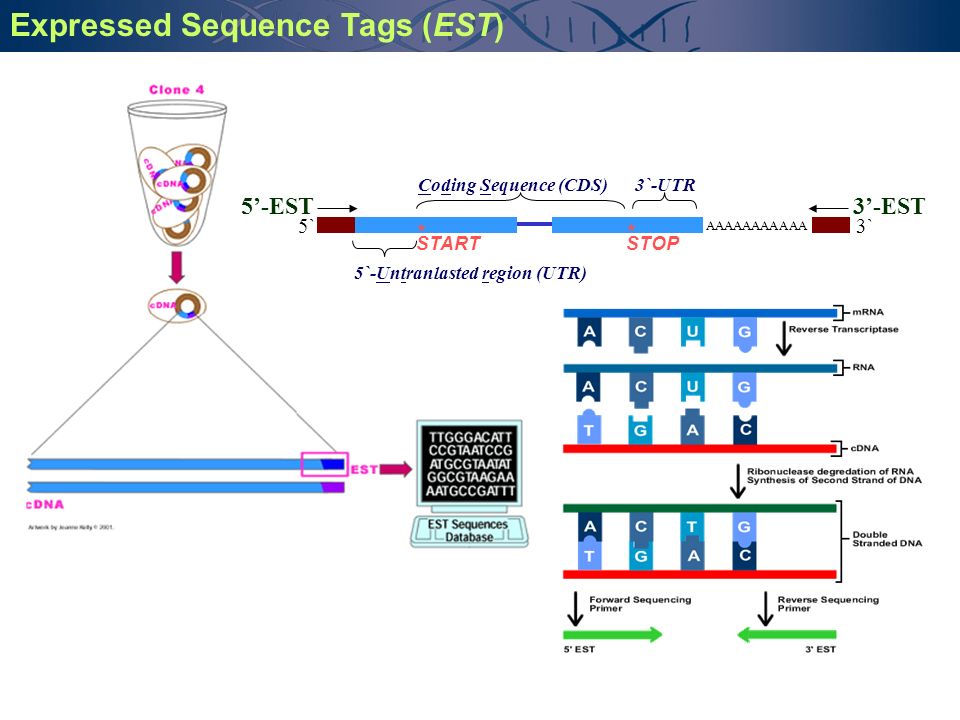 Expressed Sequence Tags (EST)
Clone 4
cDNA
cDNA
cDNA
Coding Sequence (CDS) 3`-UTR
5’-EST 3’-EST
5` AAAAAAAAAAA 3`
START STOP
5`-Untranlasted region (UTR)
cDNA
EST
cDNA
Artwork by Jeanne Kelly © 2001.
TTGGGACATT
CCGTAATCCG
ATGCGTAATAT
GGCGTAAGAA
AATGCCGATTT
EST Sequences
Database
mRNA
A C U G
Reverse Transcriptase
RNA
A C U G
T G A C
cDNA
Ribonuclease degredation of RNA
Synthesis of Second Strand of DNA
A C T G
T G A C
Double
Stranded DNA
Forward Sequencing
Primer
Reverse Sequencing
Primer
5' EST 3' EST